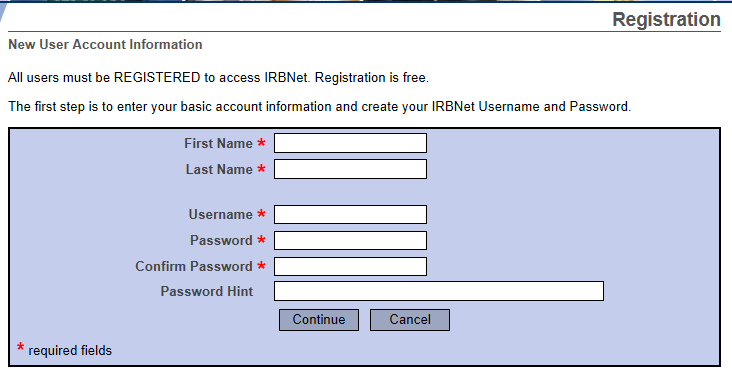 Registration
New User Account Information
All users must be REGISTERED to access IRBNet. Registration is free.
The first step is to enter your basic account information and create your IRBNet Username and Password.
First Name *
Last Name *
Username *
Password *
Confirm Password *
Password Hint
Continue Cancel
* required fields